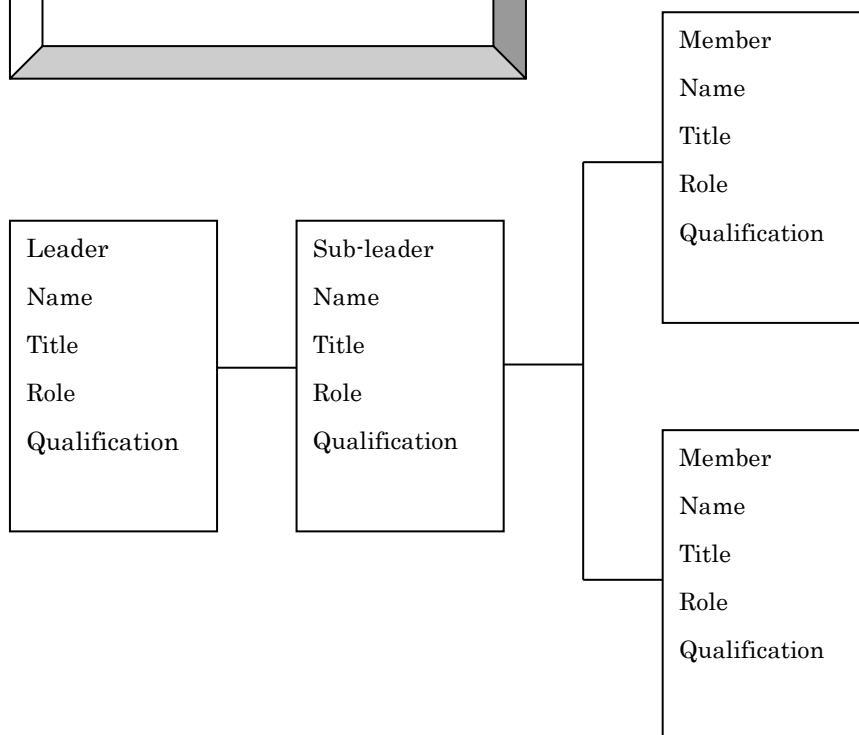 Leader
Name
Title
Role
Qualification
Sub-leader
Name
Title
Role
Qualification
Member
Name
Title
Role
Qualification
Member
Name
Title
Role
Qualification